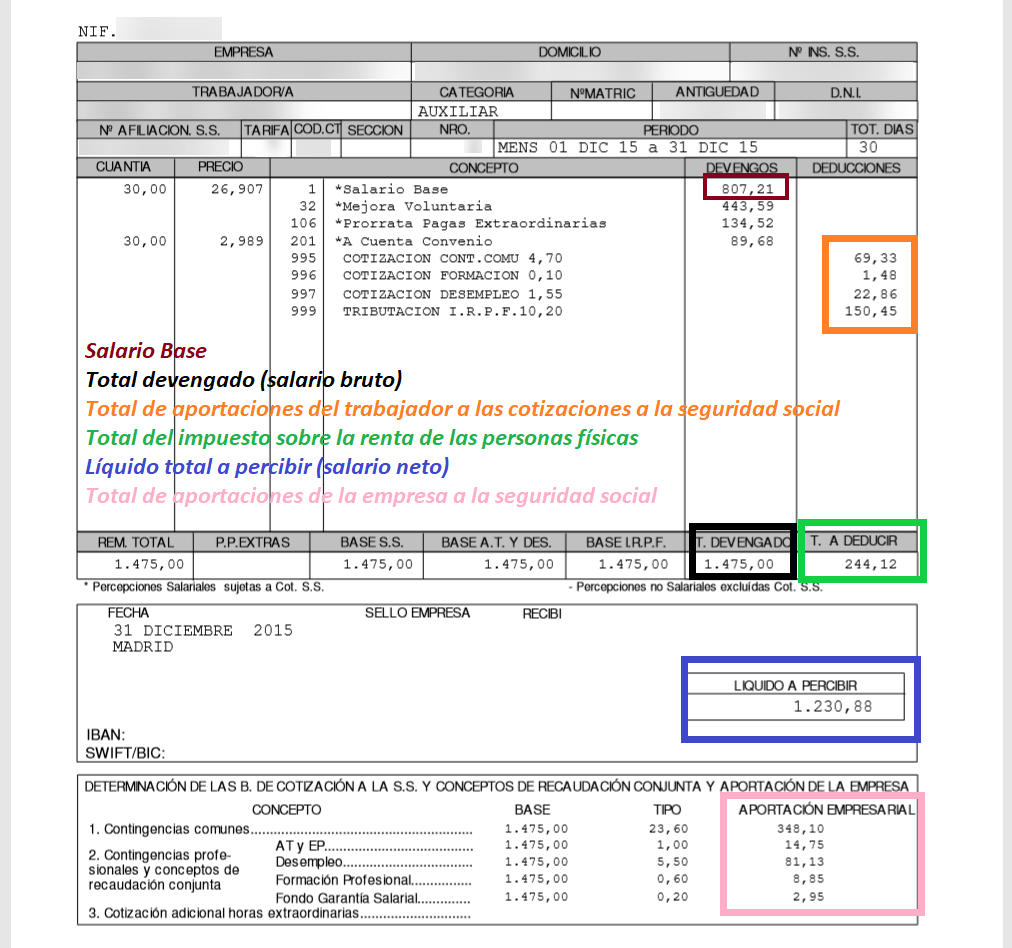 NIF.
EMPRESA DOMICILIO Nº INS. S.S.
TRABAJADOR/A CATEGORIA NºMATRIC ANTIGUEDAD D.N.I.
AUXILIAR
Nº AFILIACION. S.S. TARIFA COD.CT SECCION NRO. PERIODO TOT. DIAS
MENS 01 DIC 15 a 31 DIC 15 30
CUANTIA PRECIO CONCEPTO DEVENGOS DEDUCCIONES
30,00 26,907 1 *Salario Base 807,21
32 *Mejora Voluntaria 443,59
106 *Prorrata Pagas Extraordinarias 134,52
30,00 2,989 201 *A Cuenta Convenio 89,68
995 COTIZACION CONT.COMU 4,70 69,33
996 COTIZACION FORMACION 0,10 1,48
997 COTIZACION DESEMPLEO 1,55 22,86
999 TRIBUTACION I.R.P.F.10,20 150,45
Salario Base
Total devengado (salario bruto)
Total de aportaciones del trabajador a las cotizaciones a la seguridad social
Total del impuesto sobre la renta de las personas físicas
Líquido total a percibir (salario neto)
Total de aportaciones de la empresa a la seguridad social
REM. TOTAL P.P.EXTRAS BASE S.S. BASE A.T. Y DES. BASE I.R.P.F. T. DEVENGADO T. A DEDUCIR
1.475,00 1.475,00 1.475,00 1.475,00 1.475,00 244,12
* Percepciones Salariales sujetas a Cot. S.S. - Percepciones no Salariales excluídas Cot. S.S.
FECHA SELLO EMPRESA RECIBI
31 DICIEMBRE 2015
MADRID
LIQUIDO A PERCIBIR
1.230,88
IBAN:
SWIFT/BIC:
DETERMINACIÓN DE LAS B. DE COTIZACIÓN A LA S.S. Y CONCEPTOS DE RECAUDACIÓN CONJUNTA Y APORTACIÓN DE LA EMPRESA
CONCEPTO BASE TIPO APORTACIÓN EMPRESARIAL
1. Contingencias comunes........ 1.475,00 23,60 348,10
AT y EP........ 1.475,00 1,00 14,75
2. Contingencias profe-
sionales y conceptos de
recaudación conjunta
Desempleo........ 1.475,00 5,50 81,13
Formación Profesional........ 1.475,00 0,60 8,85
Fondo Garantía Salarial........ 1.475,00 0,20 2,95
3. Cotización adicional horas extraordinarias........